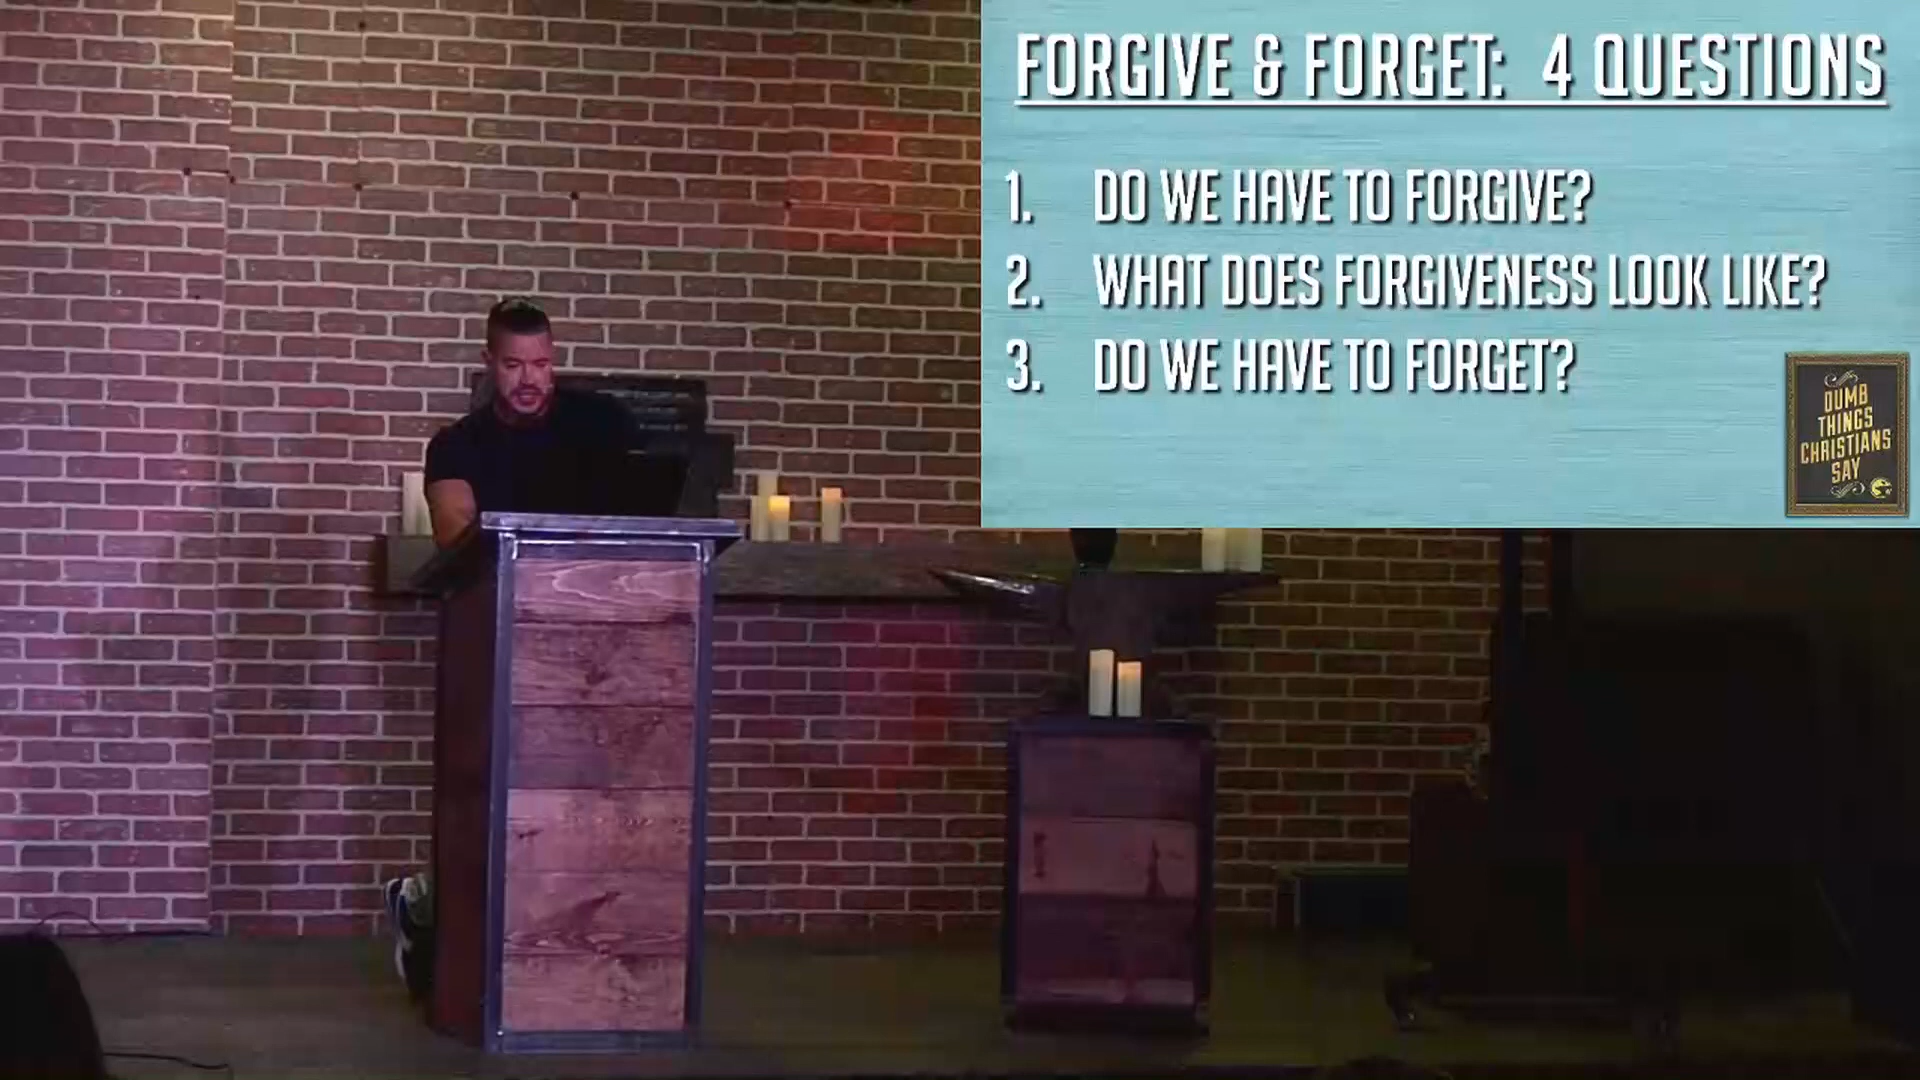 FORGIVE & FORGET: 4 QUESTIONS
1. DO WE HAVE TO FORGIVE?
2. WHAT DOES FORGIVENESS LOOK LIKE?
3. DO WE HAVE TO FORGET?
DUMB
THINGS
CHRISTIANS
SAY